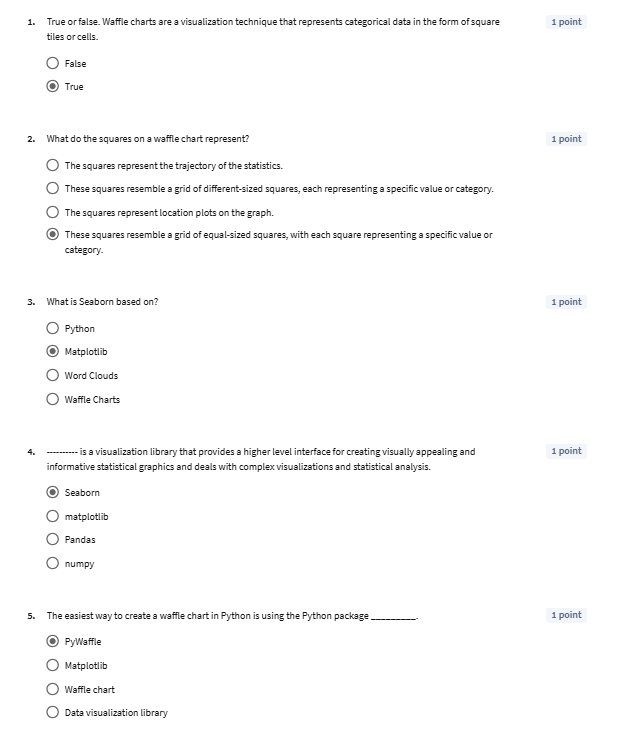 1. True or false. Waffle charts are a visualization technique that represents categorical data in the form of square 1 point
tiles or cells.
False
True
2. What do the squares on a waffle chart represent? 1 point
The squares represent the trajectory of the statistics.
These squares resemble a grid of different-sized squares, each representing a specific value or category.
The squares represent location plots on the graph.
These squares resemble a grid of equal-sized squares, with each square representing a specific value or
category.
3. What is Seaborn based on? 1 point
Python
Matplotlib
Word Clouds
Waffle Charts
4. ---------- is a visualization library that provides a higher level interface for creating visually appealing and 1 point
informative statistical graphics and deals with complex visualizations and statistical analysis.
Seaborn
matplotlib
Pandas
numpy
5. The easiest way to create a waffle chart in Python is using the Python package _________. 1 point
PyWaffle
Matplotlib
Waffle chart
Data visualization library